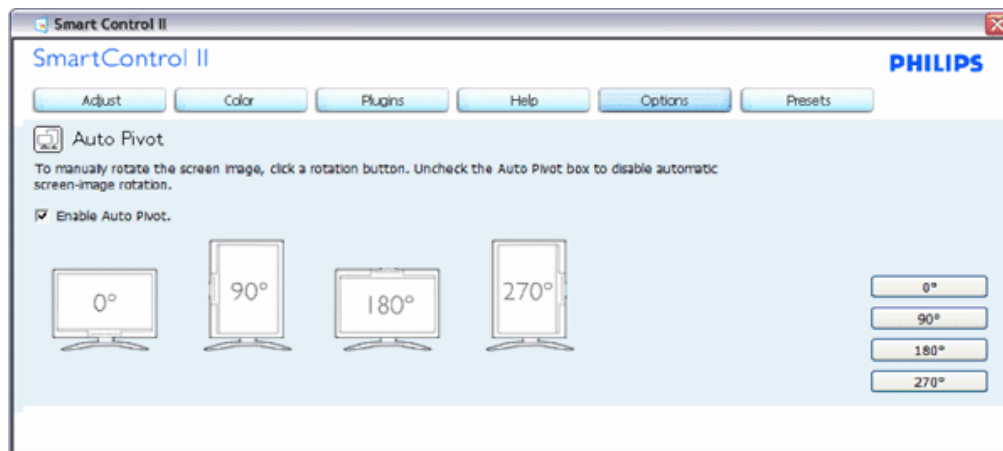 Smart Control II
SmartControl II
PHILIPS
Adjust Color Plugins Help Options Presets
Auto Pivot
To manualy rotate the screen image, click a rotation button. Uncheck the Auto Pivot box to disable automatic
screen-image rotation.
Enable Auto Pivot.
0° 90° 180° 270°
0°
90°
180°
270°